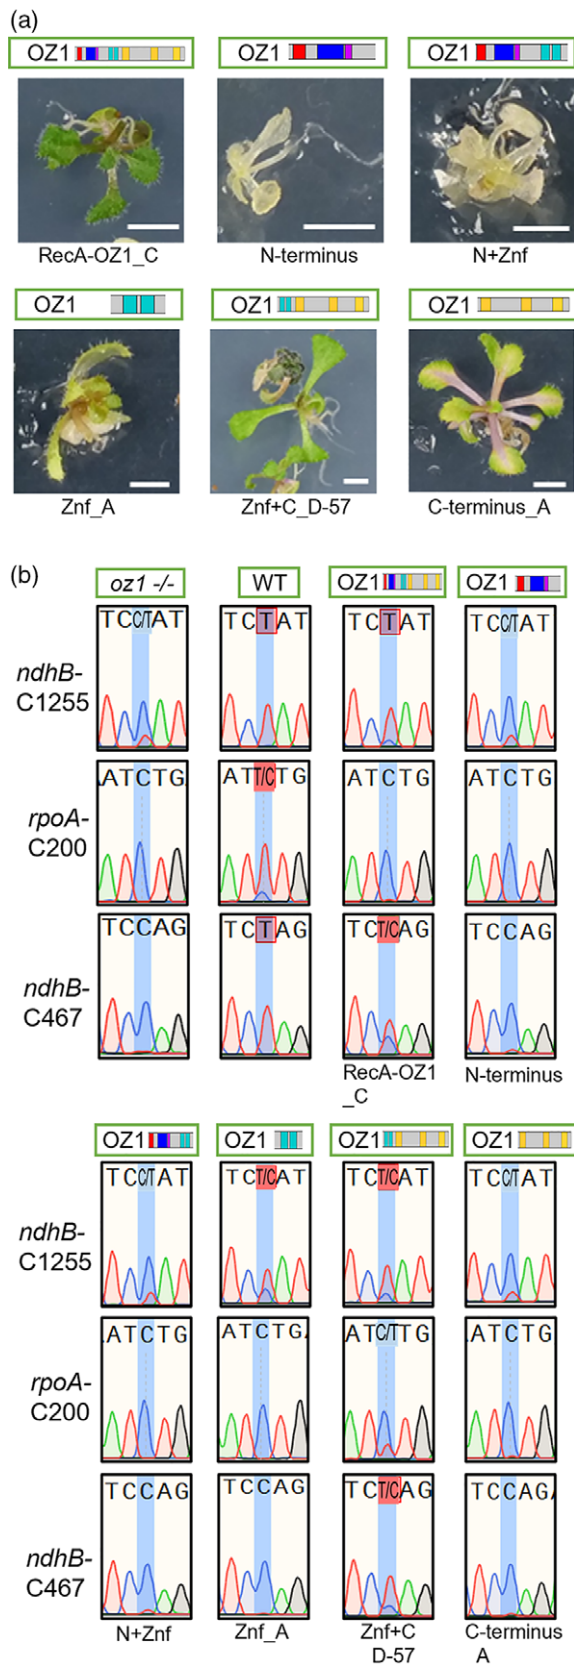 (a)
OZ1 OZ1 OZ1
RecA-OZ1_C N-terminus N+Znf
OZ1 OZ1 OZ1
Znf_A Znf+C_D-57 C-terminus_A
(b)
oz1 -/- WT OZ1 OZ1
TCC/TAT TCTAT TCTAT TCC/TAT
ndhB-
C1255
ATCTG ATT/CTG ATCTG ATCTG
rpoA-
C200
TCCAG TCTAG TCT/CAG TCCAG
ndhB-
C467
RecA-OZ1
_C
N-terminus
OZ1 OZ1 OZ1 OZ1
TCC/TAT TCT/CAT TCT/CAT TCC/TAT
ndhB-
C1255
ATCTG ATCTGA ATC/TTG ATCTG
rpoA-
C200
TCCAG TCCAG TCT/CAG TCCAGA
ndhB-
C467
N+Znf Znf_A Znf+C
D-57
C-terminus
A